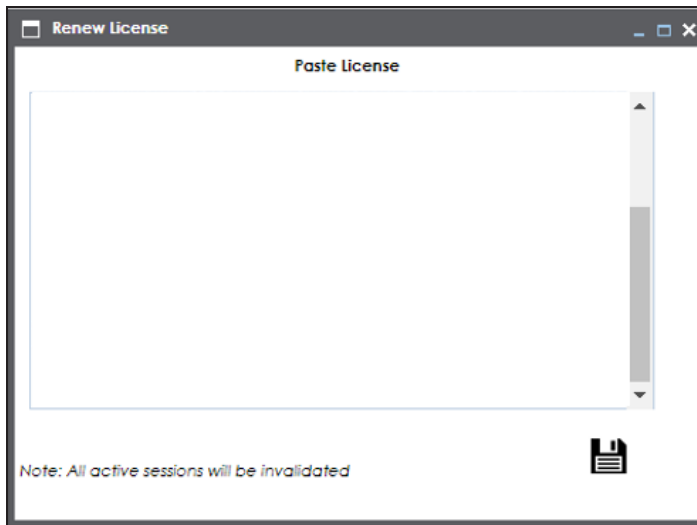 Renew License
Paste License
Note: All active sessions will be invalidated